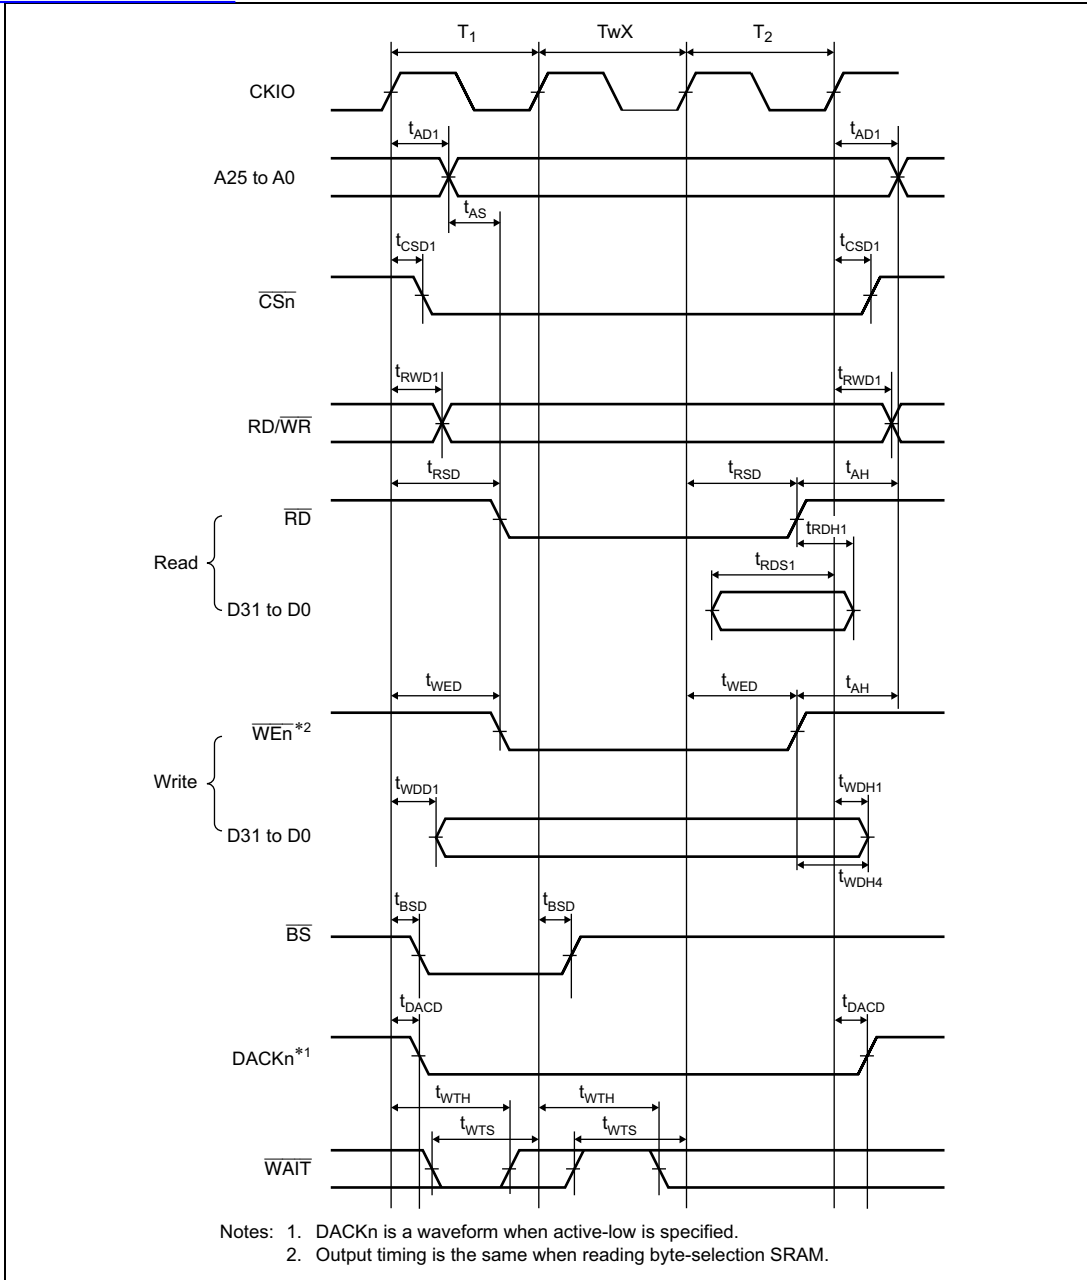 T1 TwX T2
CKIO
tAD1 tAD1
A25 to A0
tAS
tCSD1 tCSD1
CSn
tRWD1 tRWD1
RD/WR
tRSD tRSD tAH
RD
tRDH1
Read
tRDS1
D31 to D0
tWED tWED tAH
WEn*2
Write
tWDD1 tWDH1
D31 to D0
tWDH4
tBSD tBSD
BS
tDACD tDACD
DACKn*1
tWTH tWTH
tWTS tWTS
WAIT
Notes: 1. DACKn is a waveform when active-low is specified.
2. Output timing is the same when reading byte-selection SRAM.